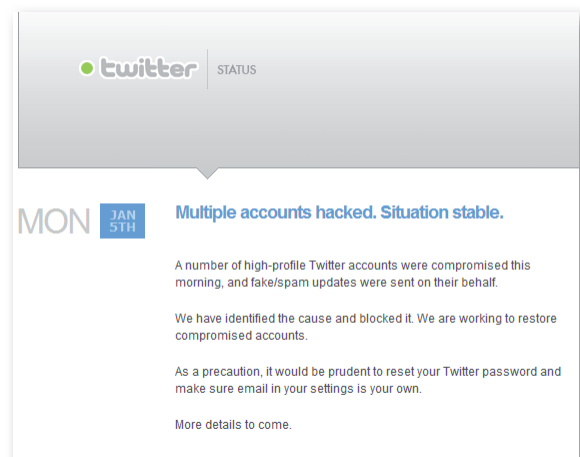 twitter STATUS
MON JAN 5TH
Multiple accounts hacked. Situation stable.
A number of high-profile Twitter accounts were compromised this
morning, and fake/spam updates were sent on their behalf.
We have identified the cause and blocked it. We are working to restore
compromised accounts.
As a precaution, it would be prudent to reset your Twitter password and
make sure email in your settings is your own.
More details to come.